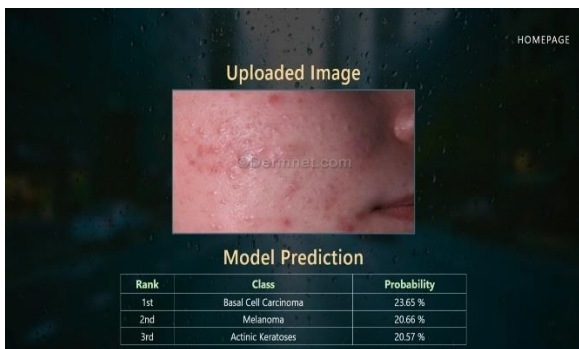 HOMEPAGE
Uploaded Image
©Dermnet.com
Model Prediction
Rank Class Probability
1st Basal Cell Carcinoma 23.65 %
2nd Melanoma 20.66 %
3rd Actinic Keratoses 20.57 %